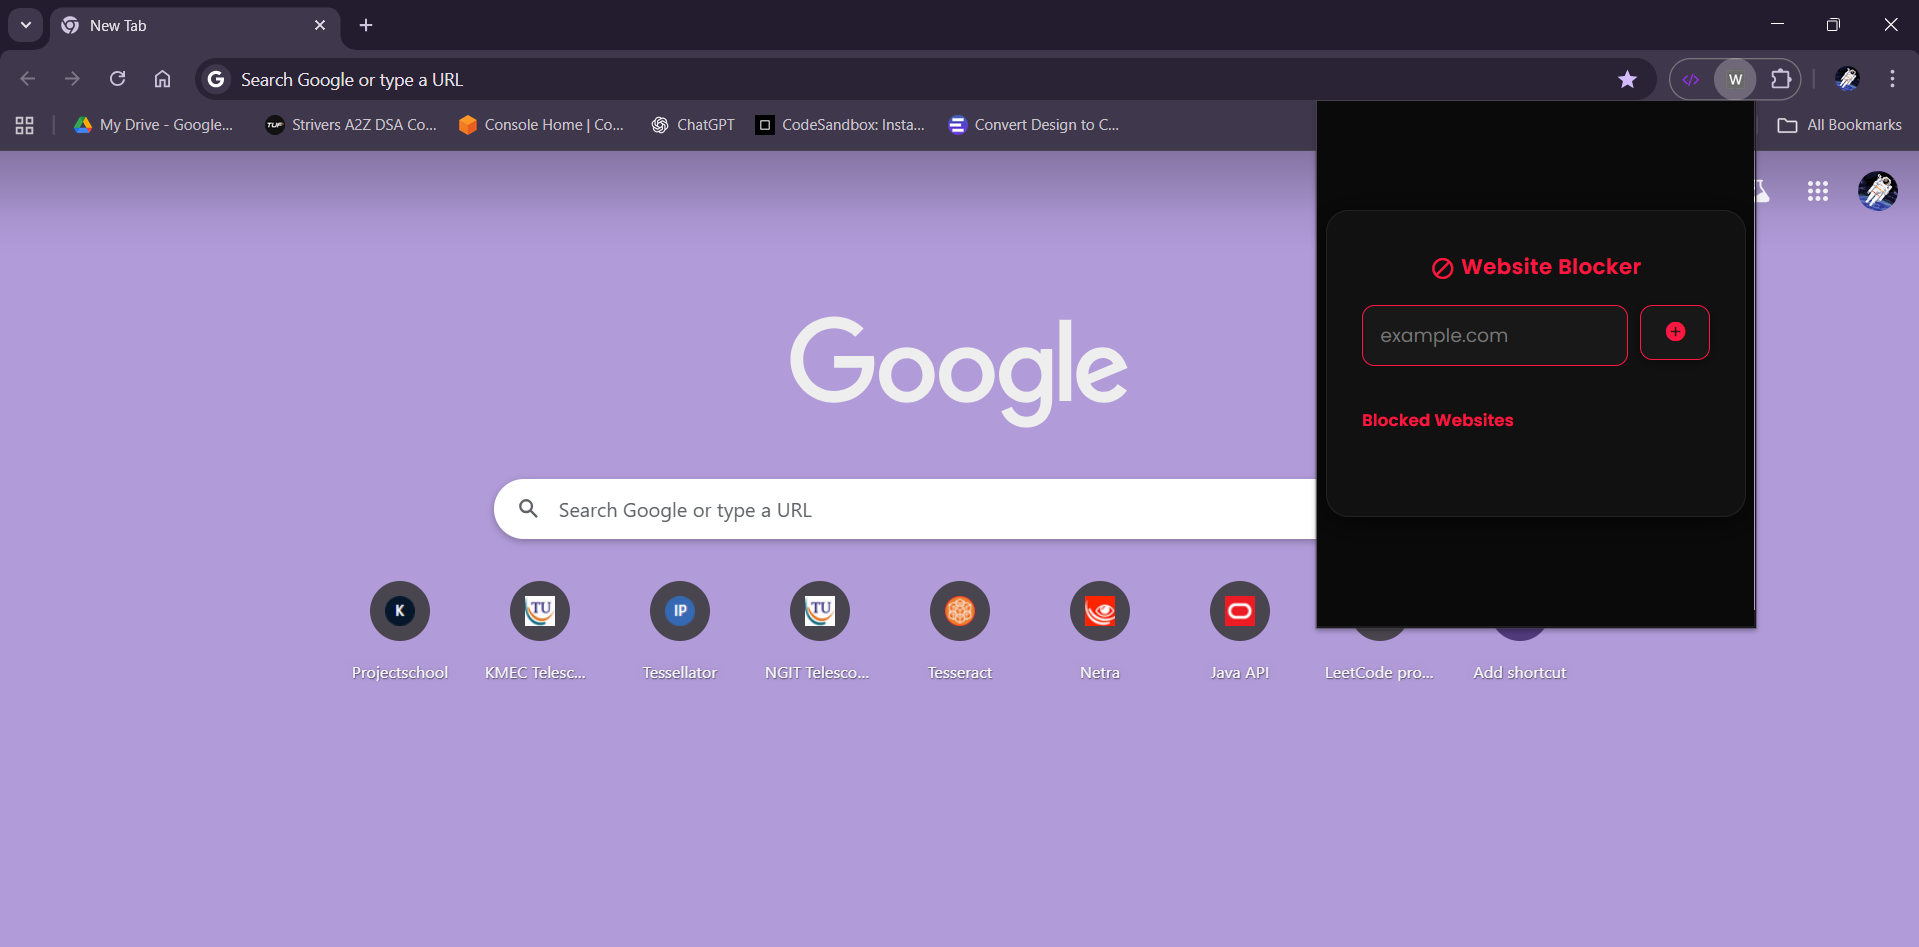 New Tab
Search Google or type a URL
W
My Drive - Google...
TUF Strivers A2Z DSA Co...
Console Home | Co...
ChatGPT
CodeSandbox: Insta...
Convert Design to C...
All Bookmarks
Website Blocker
example.com
Blocked Websites
Google
Search Google or type a URL
K
TU
IP
TU
Projectschool
KMEC Telesc...
Tessellator
NGIT Telesco...
Tesseract
Netra
Java API
LeetCode pro...
Add shortcut